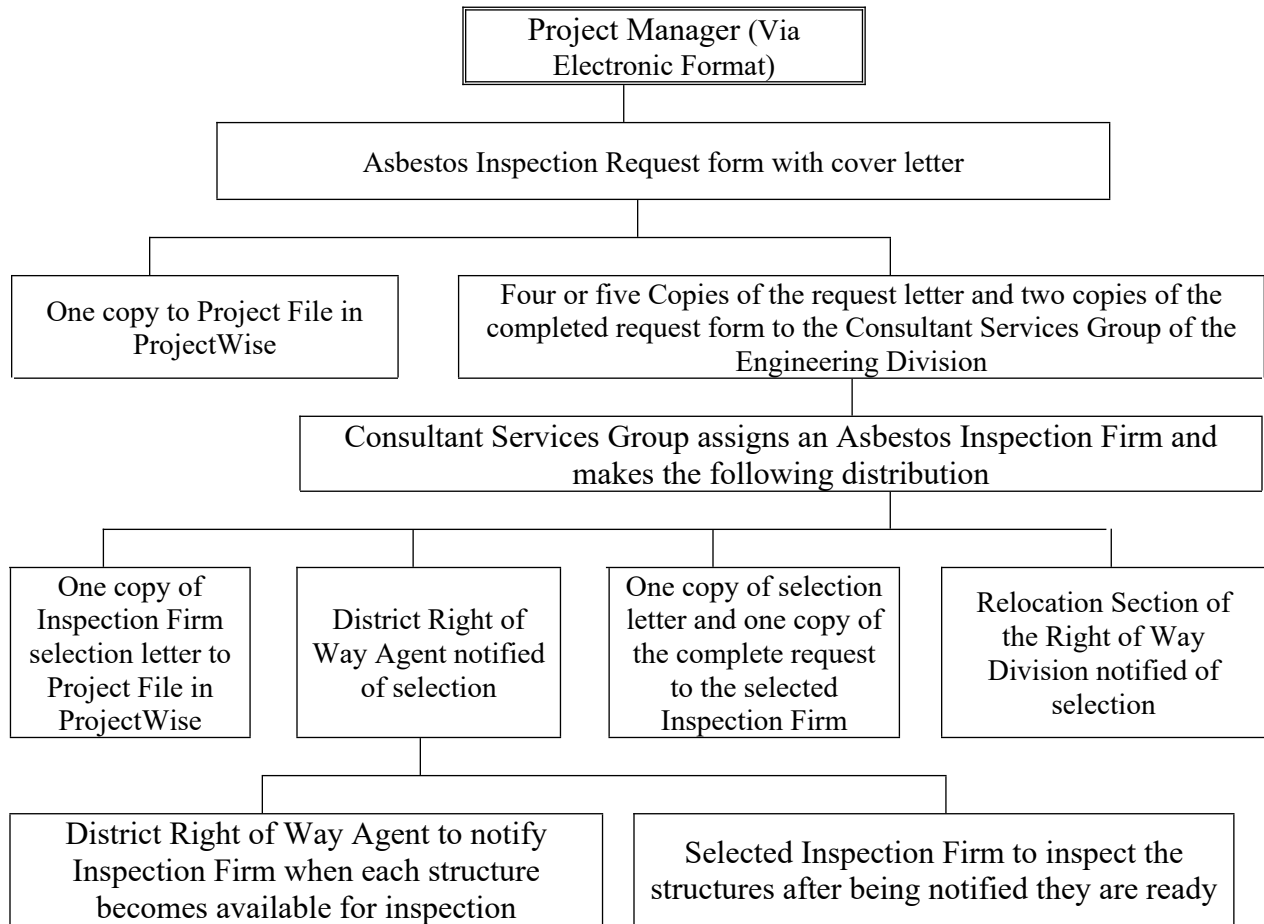 Project Manager (Via
Electronic Format)
Asbestos Inspection Request form with cover letter
One copy to Project File in
ProjectWise
Four or five Copies of the request letter and two copies of the
completed request form to the Consultant Services Group of the
Engineering Division
Consultant Services Group assigns an Asbestos Inspection Firm and
makes the following distribution
One copy of
Inspection Firm
selection letter to
Project File in
ProjectWise
District Right of
Way Agent notified
of selection
One copy of selection
letter and one copy of
the complete request
to the selected
Inspection Firm
Relocation Section of
the Right of Way
Division notified of
selection
District Right of Way Agent to notify
Inspection Firm when each structure
becomes available for inspection
Selected Inspection Firm to inspect the
structures after being notified they are ready